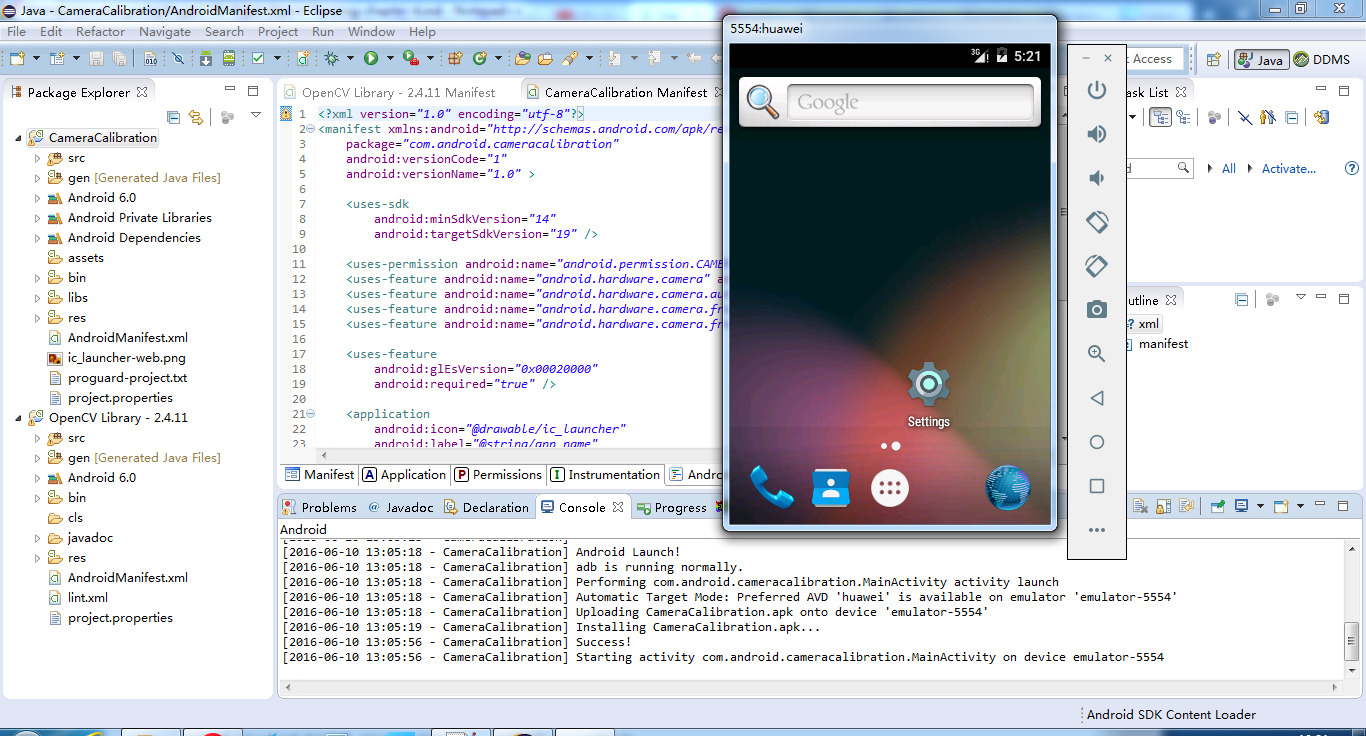 Java - CameraCalibration/AndroidManifest.xml - Eclipse
File Edit Refactor Navigate Search Project Run Window Help
Access
Java
DDMS
Package Explorer
CameraCalibration
src
gen [Generated Java Files]
Android 6.0
Android Private Libraries
Android Dependencies
assets
bin
libs
res
AndroidManifest.xml
ic_launcher-web.png
proguard-project.txt
project.properties
OpenCV Library - 2.4.11
src
gen [Generated Java Files]
Android 6.0
bin
cls
javadoc
res
AndroidManifest.xml
lint.xml
project.properties
OpenCV Library - 2.4.11 Manifest
CameraCalibration Manifest
1 <?xml version="1.0" encoding="utf-8"?>
2 <manifest xmlns:android="http://schemas.android.com/apk/re
3 package="com.android.cameracalibration"
4 android:versionCode="1"
5 android:versionName="1.0" >
6
7 <uses-sdk
8 android:minSdkVersion="14"
9 android:targetSdkVersion="19" />
10
11 <uses-permission android:name="android.permission.CAME
12 <uses-feature android:name="android.hardware.camera" a
13 <uses-feature android:name="android.hardware.camera.au
14 <uses-feature android:name="android.hardware.camera.fr
15 <uses-feature android:name="android.hardware.camera.fr
16
17 <uses-feature
18 android:glEsVersion="0x00020000"
19 android:required="true" />
20
21 <application
22 android:icon="@drawable/ic_launcher"
23 android:label="@string/app_name"
Manifest
A Application
P Permissions
I Instrumentation
Andro
5554:huawei
3G
5:21
Google
Settings
ask List
d
All
Activate...
utline
xml
manifest
Problems
@ Javadoc
Declaration
Console
Progress
Android
[2016-06-10 13:05:18 - CameraCalibration] Android Launch!
[2016-06-10 13:05:18 - CameraCalibration] adb is running normally.
[2016-06-10 13:05:18 - CameraCalibration] Performing com.android.cameracalibration.MainActivity activity launch
[2016-06-10 13:05:18 - CameraCalibration] Automatic Target Mode: Preferred AVD 'huawei' is available on emulator 'emulator-5554'
[2016-06-10 13:05:18 - CameraCalibration] Uploading CameraCalibration.apk onto device 'emulator-5554'
[2016-06-10 13:05:19 - CameraCalibration] Installing CameraCalibration.apk...
[2016-06-10 13:05:56 - CameraCalibration] Success!
[2016-06-10 13:05:56 - CameraCalibration] Starting activity com.android.cameracalibration.MainActivity on device emulator-5554
Android SDK Content Loader